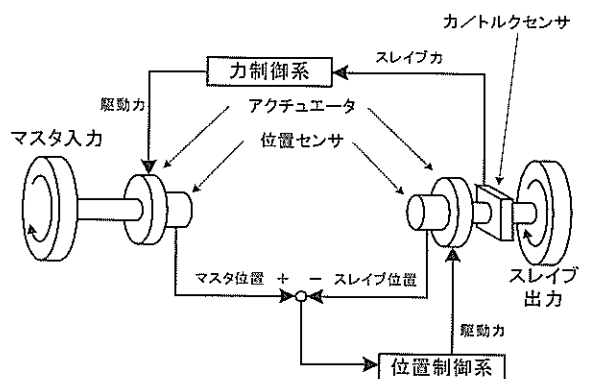 力／トルクセンサ
スレイブ力
力制御系
駆動力
アクチュエータ
マスタ入力
位置センサ
マスタ位置 + − スレイブ位置
スレイブ
出力
駆動力
位置制御系